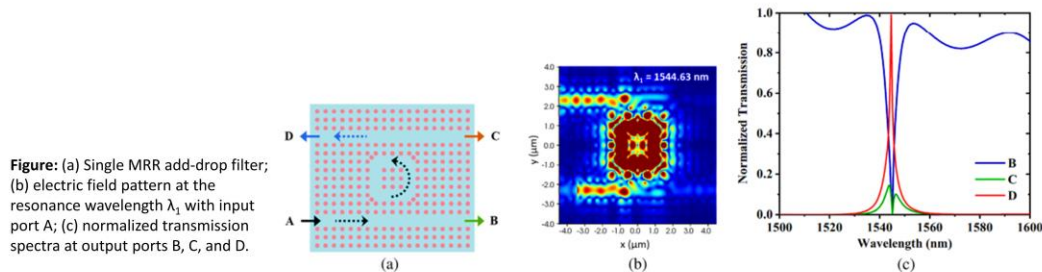 Figure: (a) Single MRR add-drop filter;
(b) electric field pattern at the
resonance wavelength λ1 with input
port A; (c) normalized transmission
spectra at output ports B, C, and D.
D
C
A
B
(a)
λ1 = 1544.63 nm
4.0
3.0
2.0
1.0
0.0
-1.0
-2.0
-3.0
-4.0
y (μm)
-4.0 -3.0 -2.0 -1.0 0.0 1.0 2.0 3.0 4.0
x (μm)
(b)
1.0
0.8
0.6
0.4
0.2
0.0
Normalized Transmission
B
C
D
1500 1520 1540 1560 1580 1600
Wavelength (nm)
(c)